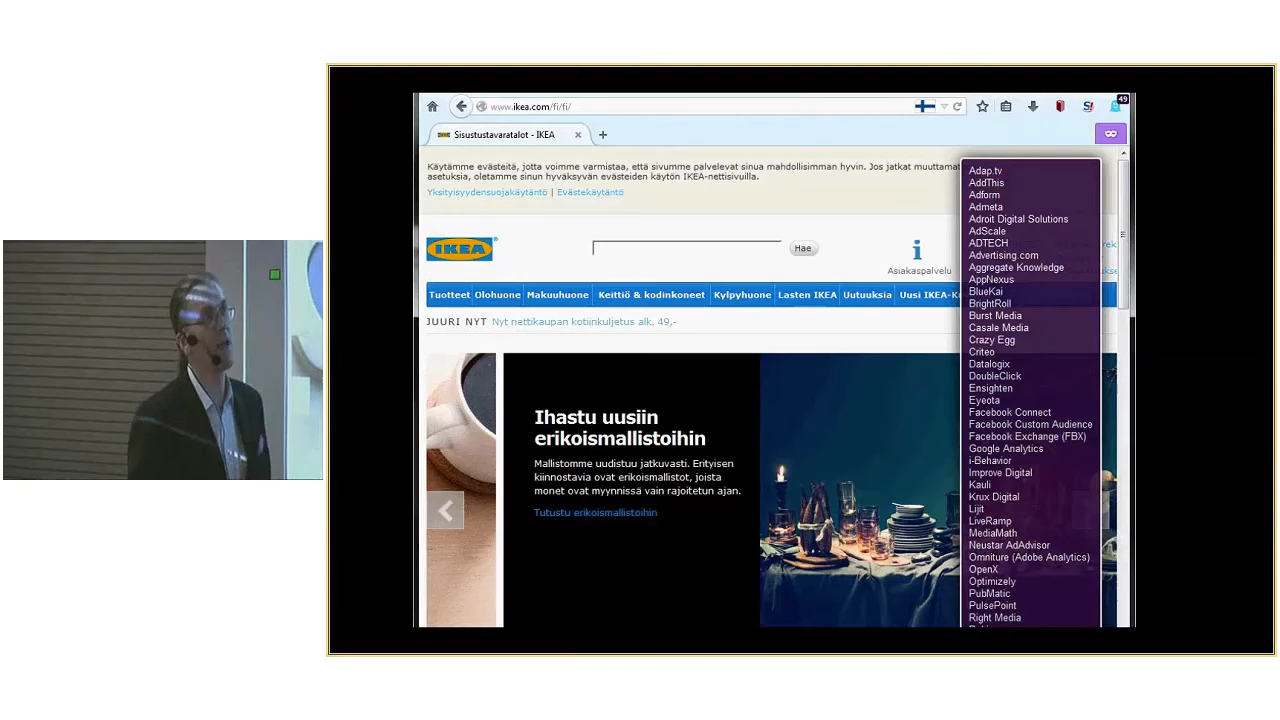 www.ikea.com/fi/fi/
49
Sisustustavaratalot - IKEA
Käytämme evästeitä, jotta voimme varmistaa, että sivumme palvelevat sinua mahdollisimman hyvin. Jos jatkat muuttamat
asetuksia, oletamme sinun hyväksyvän evästeiden käytön IKEA-nettisivuilla.
Yksityisyydensuojakäytäntö | Evästekäytäntö
IKEA
Hae
Asiakaspalvelu
Tuotteet Olohuone Makuuhuone Keittiö & kodinkoneet Kylpyhuone Lasten IKEA Uutuuksia Uusi IKEA-K
JUURI NYT Nyt nettikaupan kotiinkuljetus alk. 49,-
Ihastu uusiin
erikoismallistoihin
Mallistomme uudistuu jatkuvasti. Erityisen
kiinnostavia ovat erikoismallistot, joista
monet ovat myynnissä vain rajoitetun ajan.
Tutustu erikoismallistoihin
Adap.tv
AddThis
Adform
Admeta
Adroit Digital Solutions
AdScale
ADTECH
Advertising.com
Aggregate Knowledge
AppNexus
BlueKai
BrightRoll
Burst Media
Casale Media
Crazy Egg
Criteo
Datalogix
DoubleClick
Ensighten
Eyeota
Facebook Connect
Facebook Custom Audience
Facebook Exchange (FBX)
Google Analytics
i-Behavior
Improve Digital
Kauli
Krux Digital
Lijit
LiveRamp
MediaMath
Neustar AdAdvisor
Omniture (Adobe Analytics)
OpenX
Optimizely
PubMatic
PulsePoint
Right Media